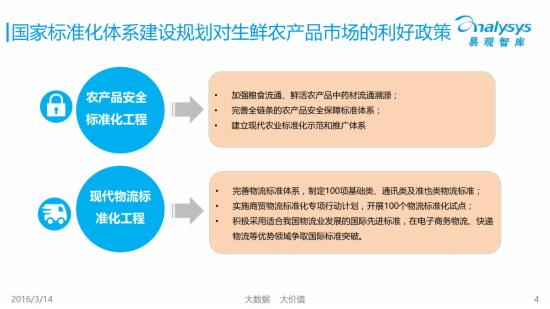 国家标准化体系建设规划对生鲜农产品市场的利好政策
analysys
易观智库
农产品安全
标准化工程
• 加强粮食流通、鲜活农产品中药材流通溯源；
• 完善全链条的农产品安全保障标准体系；
• 建立现代农业标准化示范和推广体系
现代物流标
准化工程
• 完善物流标准体系，制定100项基础类、通讯类及准也类物流标准；
• 实施商贸物流标准化专项行动计划，开展100个物流标准化试点；
• 积极采用适合我国物流业发展的国际先进标准，在电子商务物流、快递
物流等优势领域争取国际标准突破。
2016/3/14
大数据 大价值
4